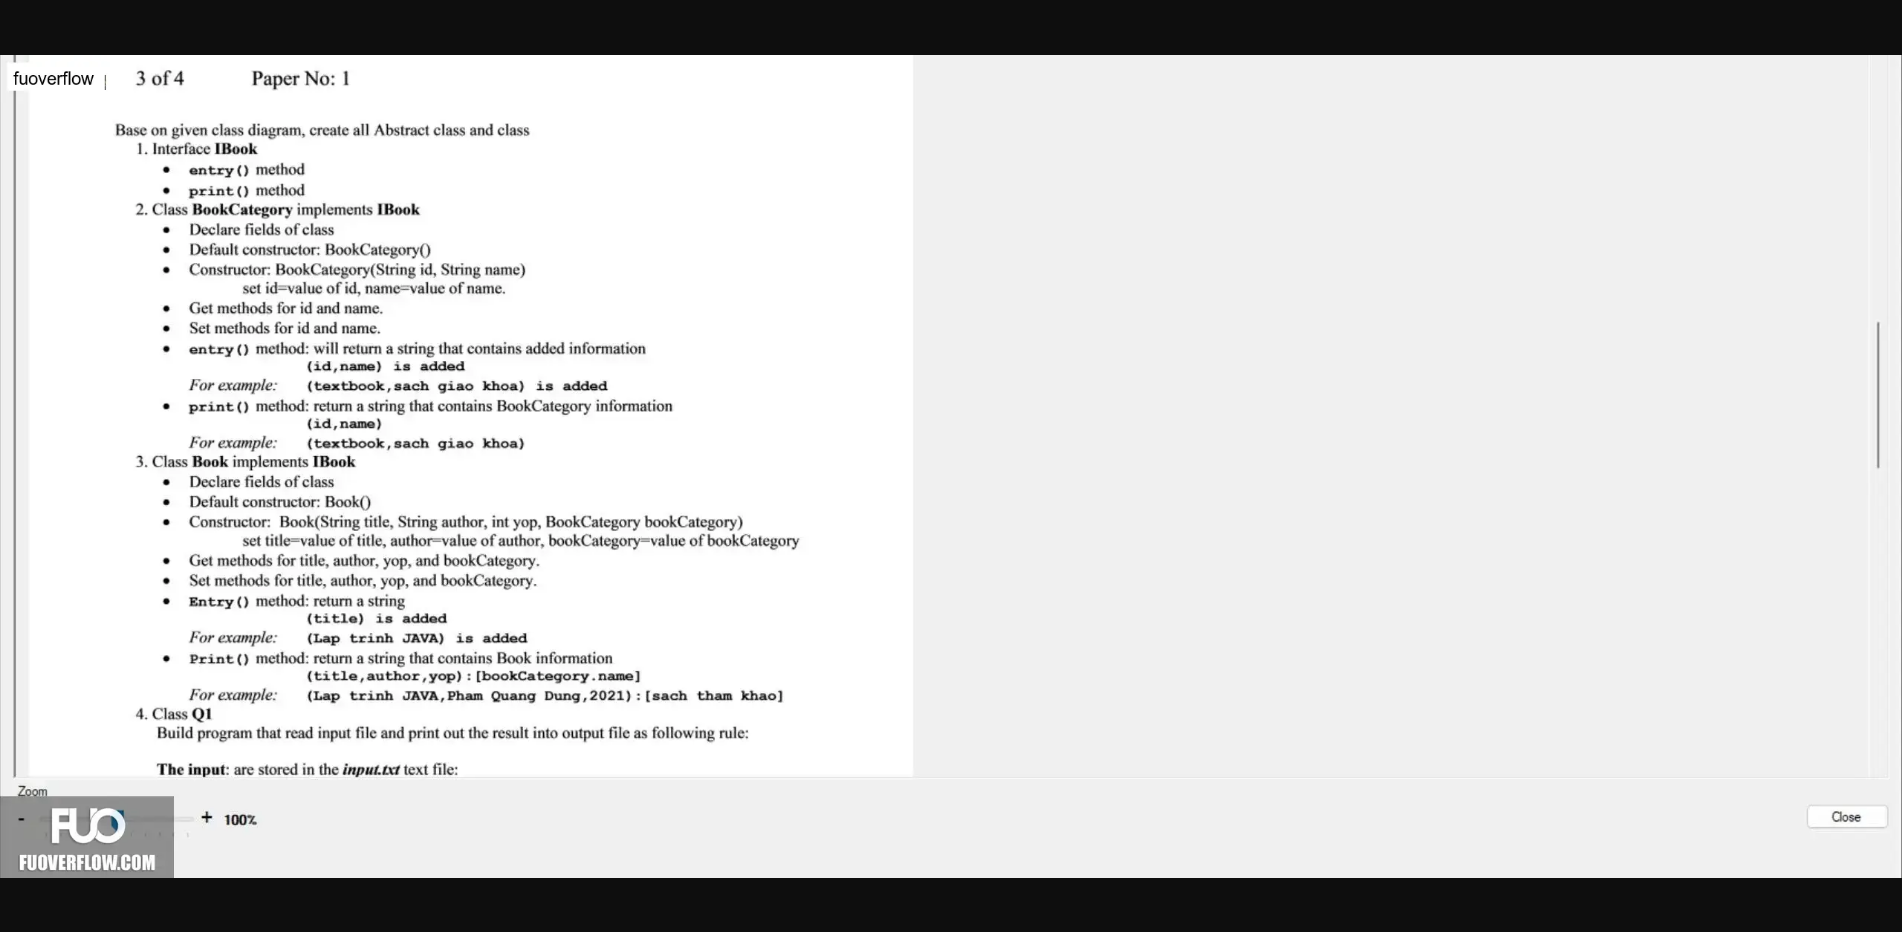 fuoverflow | 3 of 4 Paper No: 1
Base on given class diagram, create all Abstract class and class
1. Interface IBook
• entry() method
• print() method
2. Class BookCategory implements IBook
• Declare fields of class
• Default constructor: BookCategory()
• Constructor: BookCategory(String id, String name)
set id=value of id, name=value of name.
• Get methods for id and name.
• Set methods for id and name.
• entry() method: will return a string that contains added information
(id,name) is added
For example: (textbook,sach giao khoa) is added
• print() method: return a string that contains BookCategory information
(id,name)
For example: (textbook,sach giao khoa)
3. Class Book implements IBook
• Declare fields of class
• Default constructor: Book()
• Constructor: Book(String title, String author, int yop, BookCategory bookCategory)
set title=value of title, author=value of author, bookCategory=value of bookCategory
• Get methods for title, author, yop, and bookCategory.
• Set methods for title, author, yop, and bookCategory.
• Entry() method: return a string
(title) is added
For example: (Lap trinh JAVA) is added
• Print() method: return a string that contains Book information
(title,author,yop):[bookCategory.name]
For example: (Lap trinh JAVA,Pham Quang Dung,2021):[sach tham khao]
4. Class Q1
Build program that read input file and print out the result into output file as following rule:
The input: are stored in the input.txt text file:
Zoom
- + 100%
Close
FUO
FUOVERFLOW.COM